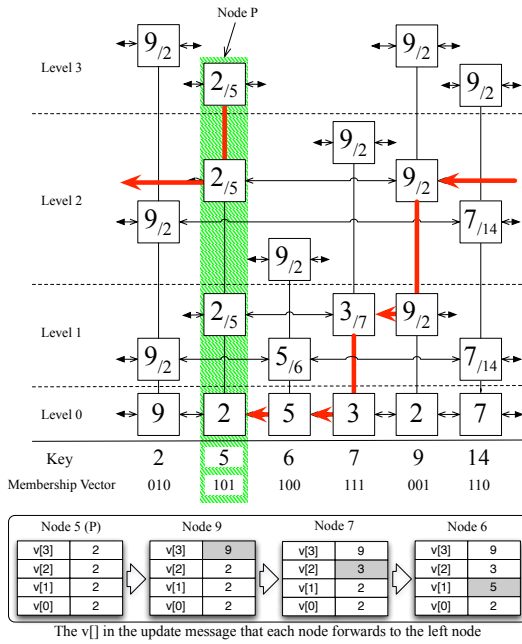 Node P
9/2
9/2
Level 3
2/5
9/2
9/2
2/5
9/2
Level 2
9/2
7/14
9/2
2/5
3/7
9/2
Level 1
9/2
5/6
7/14
Level 0
9 2 5 3 2 7
Key 2 5 6 7 9 14
Membership Vector 010 101 100 111 001 110
Node 5 (P) Node 9 Node 7 Node 6
v[3] 2 v[3] 9 v[3] 9 v[3] 9
v[2] 2 v[2] 2 v[2] 3 v[2] 3
v[1] 2 v[1] 2 v[1] 2 v[1] 5
v[0] 2 v[0] 2 v[0] 2 v[0] 2
The v[] in the update message that each node forwards to the left node